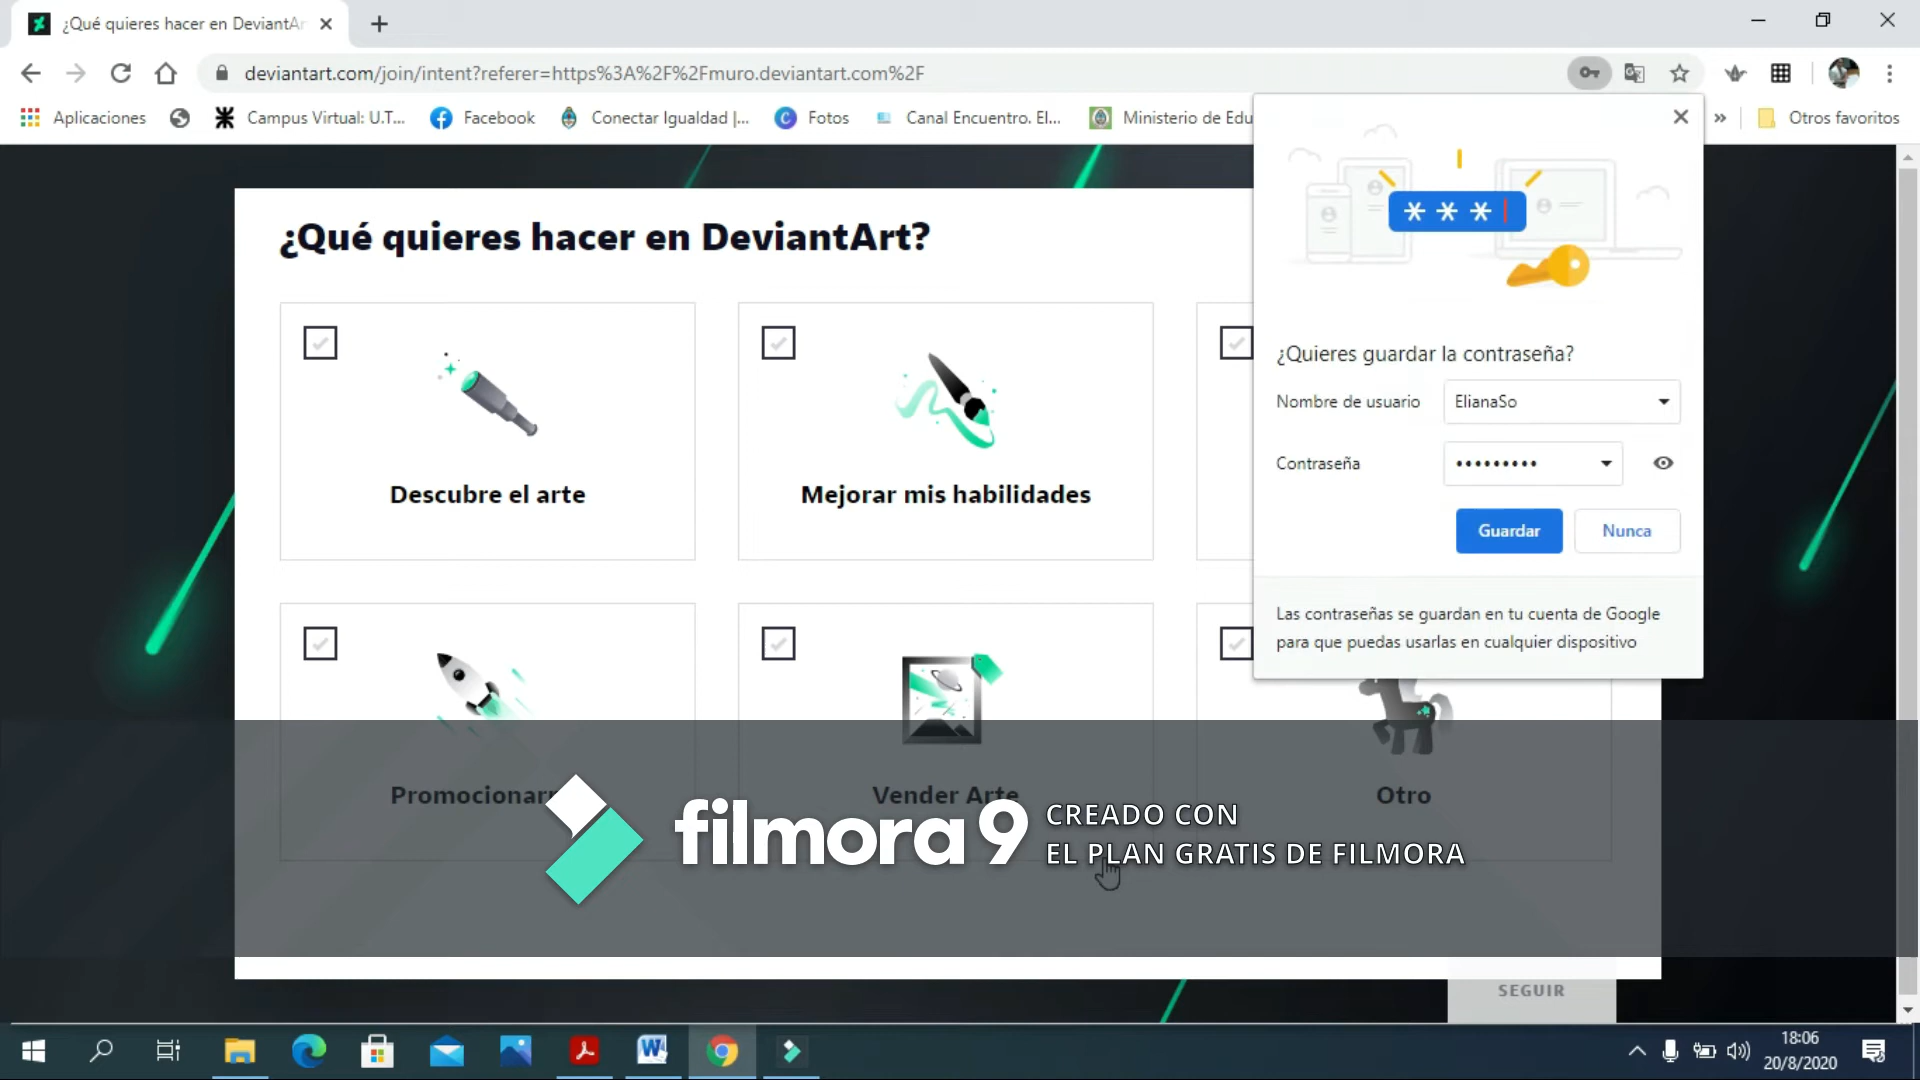 ¿Qué quieres hacer en DeviantAr
deviantart.com/join/intent?referer=https%3A%2F%2Fmuro.deviantart.com%2F
Aplicaciones
Campus Virtual: U.T...
Facebook
Conectar Igualdad |...
Fotos
Canal Encuentro. El...
Ministerio de Edu
»
Otros favoritos
¿Qué quieres hacer en DeviantArt?
* * * |
¿Quieres guardar la contraseña?
Nombre de usuario
ElianaSo
Contraseña
•••••••••
Guardar
Nunca
Las contraseñas se guardan en tu cuenta de Google
para que puedas usarlas en cualquier dispositivo
Descubre el arte
Mejorar mis habilidades
Promocionar
Vender Arte
Otro
filmora9
CREADO CON
EL PLAN GRATIS DE FILMORA
SEGUIR
18:06
20/8/2020